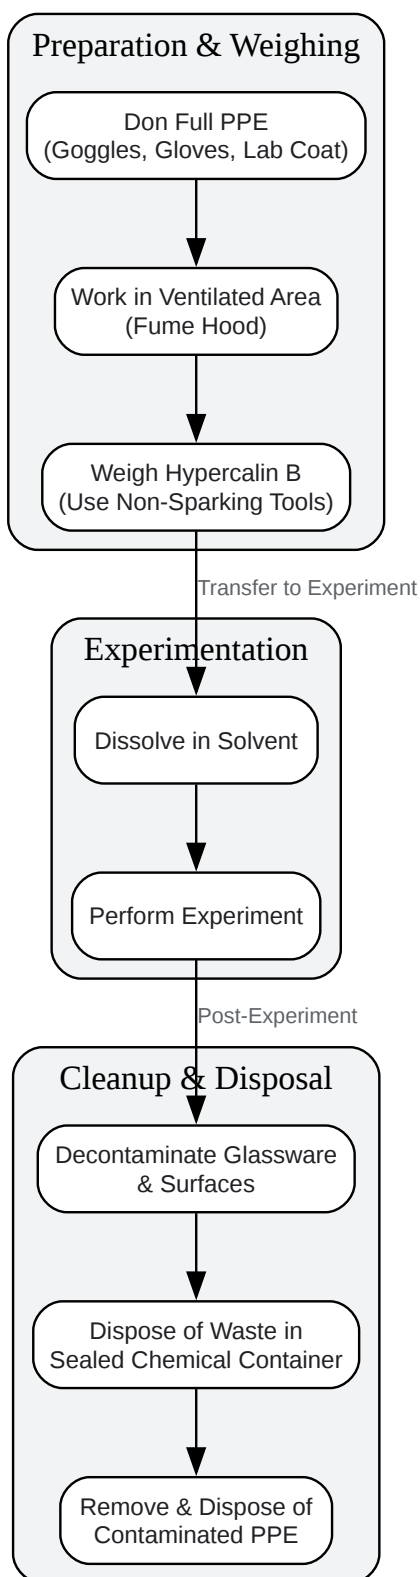 Preparation & Weighing
Don Full PPE
(Goggles, Gloves, Lab Coat)
Work in Ventilated Area
(Fume Hood)
Weigh Hypercalin B
(Use Non-Sparking Tools)
Transfer to Experiment
Experimentation
Dissolve in Solvent
Perform Experiment
Post-Experiment
Cleanup & Disposal
Decontaminate Glassware
& Surfaces
Dispose of Waste in
Sealed Chemical Container
Remove & Dispose of
Contaminated PPE